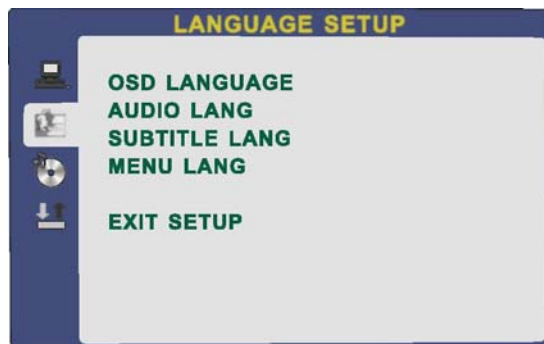 LANGUAGE SETUP
OSD LANGUAGE
AUDIO LANG
SUBTITLE LANG
MENU LANG
EXIT SETUP